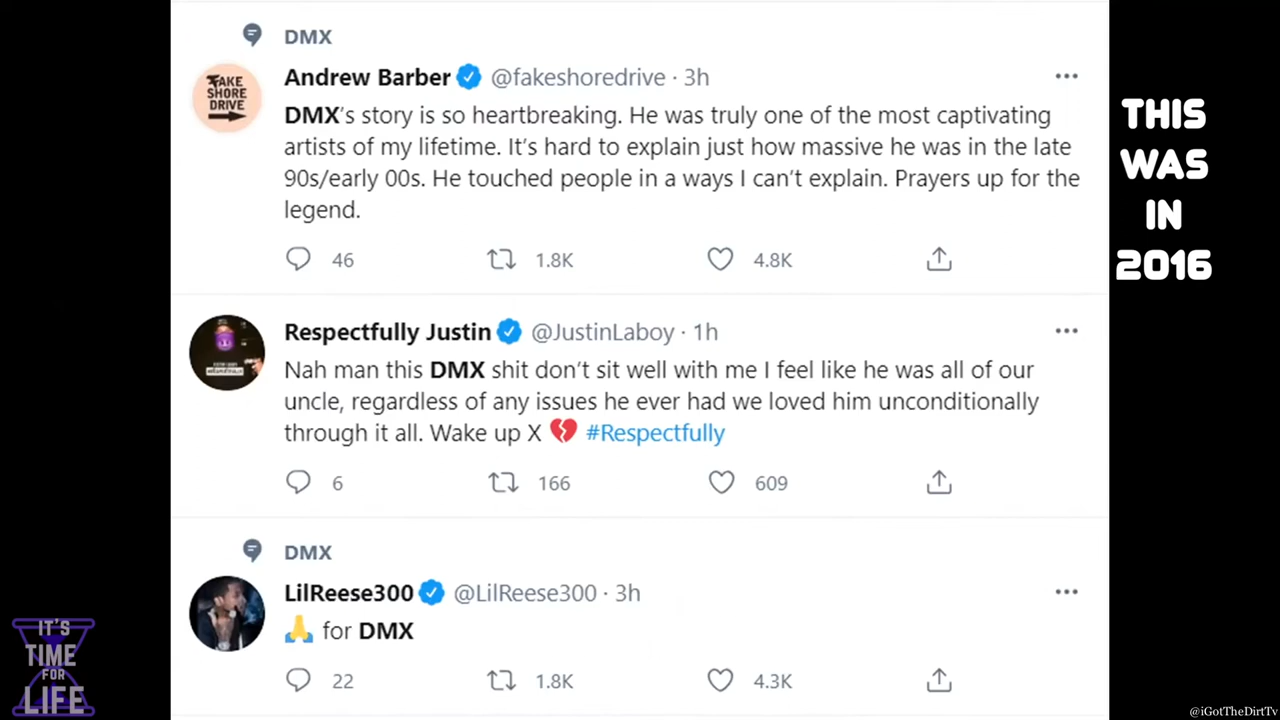 DMX
FAKE
SHORE
DRIVE
Andrew Barber @fakeshoredrive · 3h
DMX's story is so heartbreaking. He was truly one of the most captivating
artists of my lifetime. It's hard to explain just how massive he was in the late
90s/early 00s. He touched people in a ways I can't explain. Prayers up for the
legend.
46 1.8K 4.8K
Respectfully Justin @JustinLaboy · 1h
Nah man this DMX shit don't sit well with me I feel like he was all of our
uncle, regardless of any issues he ever had we loved him unconditionally
through it all. Wake up X 💔 #Respectfully
6 166 609
DMX
LilReese300 @LilReese300 · 3h
🙏 for DMX
22 1.8K 4.3K
THIS
WAS
IN
2016
IT'S
TIME
FOR
LIFE
@iGotTheDirtTv